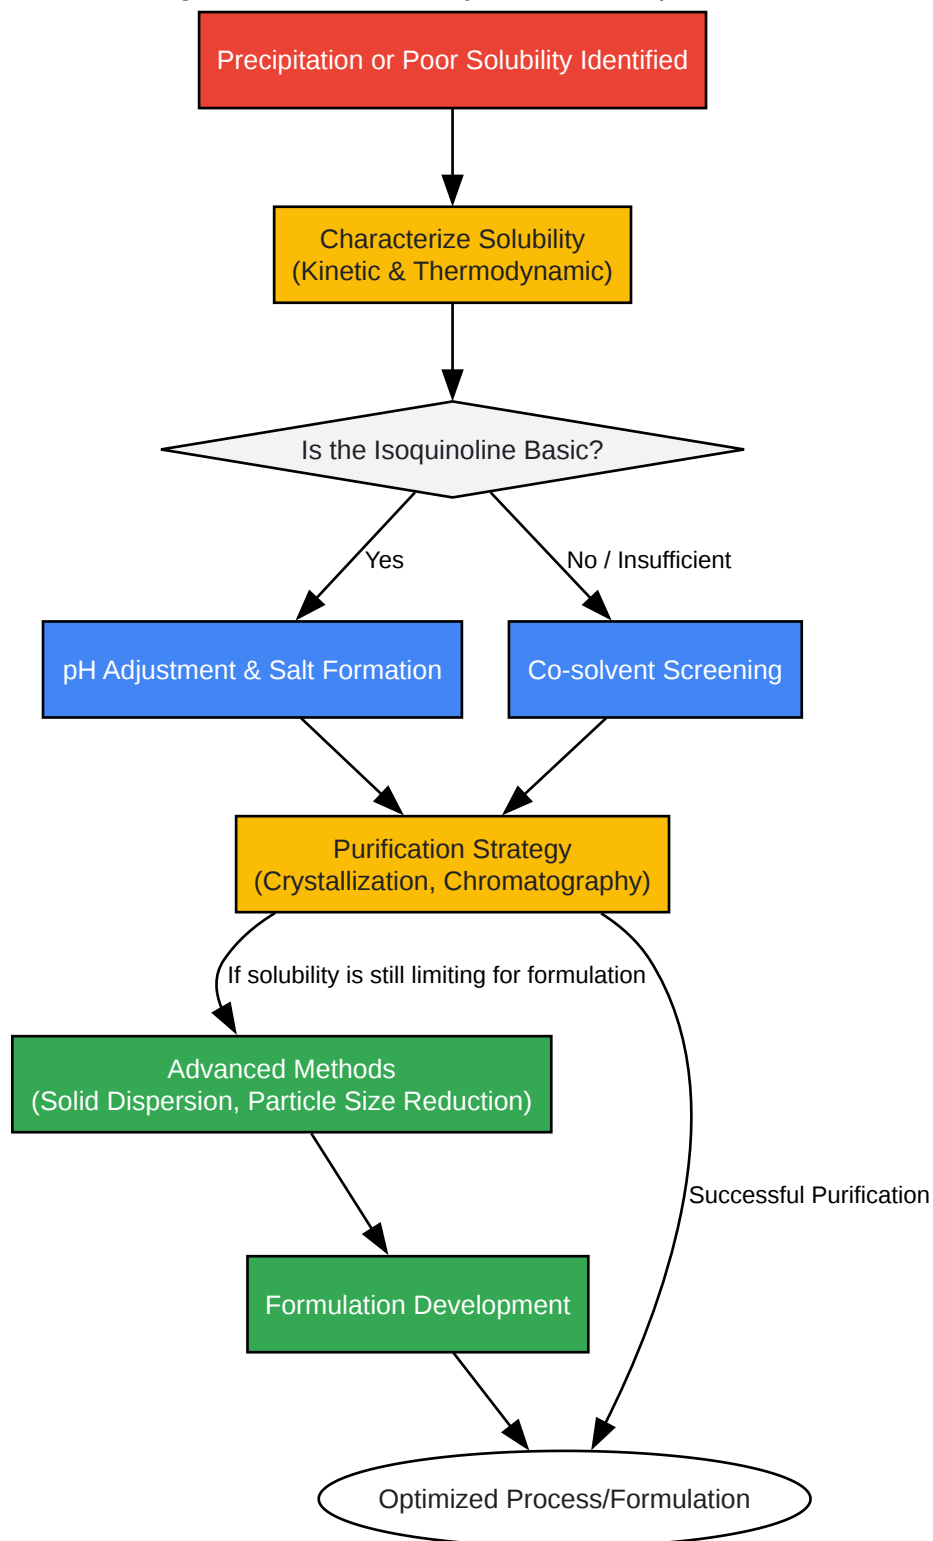 Precipitation or Poor Solubility Identified
Characterize Solubility
(Kinetic & Thermodynamic)
Is the Isoquinoline Basic?
Yes
No / Insufficient
pH Adjustment & Salt Formation
Co-solvent Screening
Purification Strategy
(Crystallization, Chromatography)
If solubility is still limiting for formulation
Advanced Methods
(Solid Dispersion, Particle Size Reduction)
Successful Purification
Formulation Development
Optimized Process/Formulation